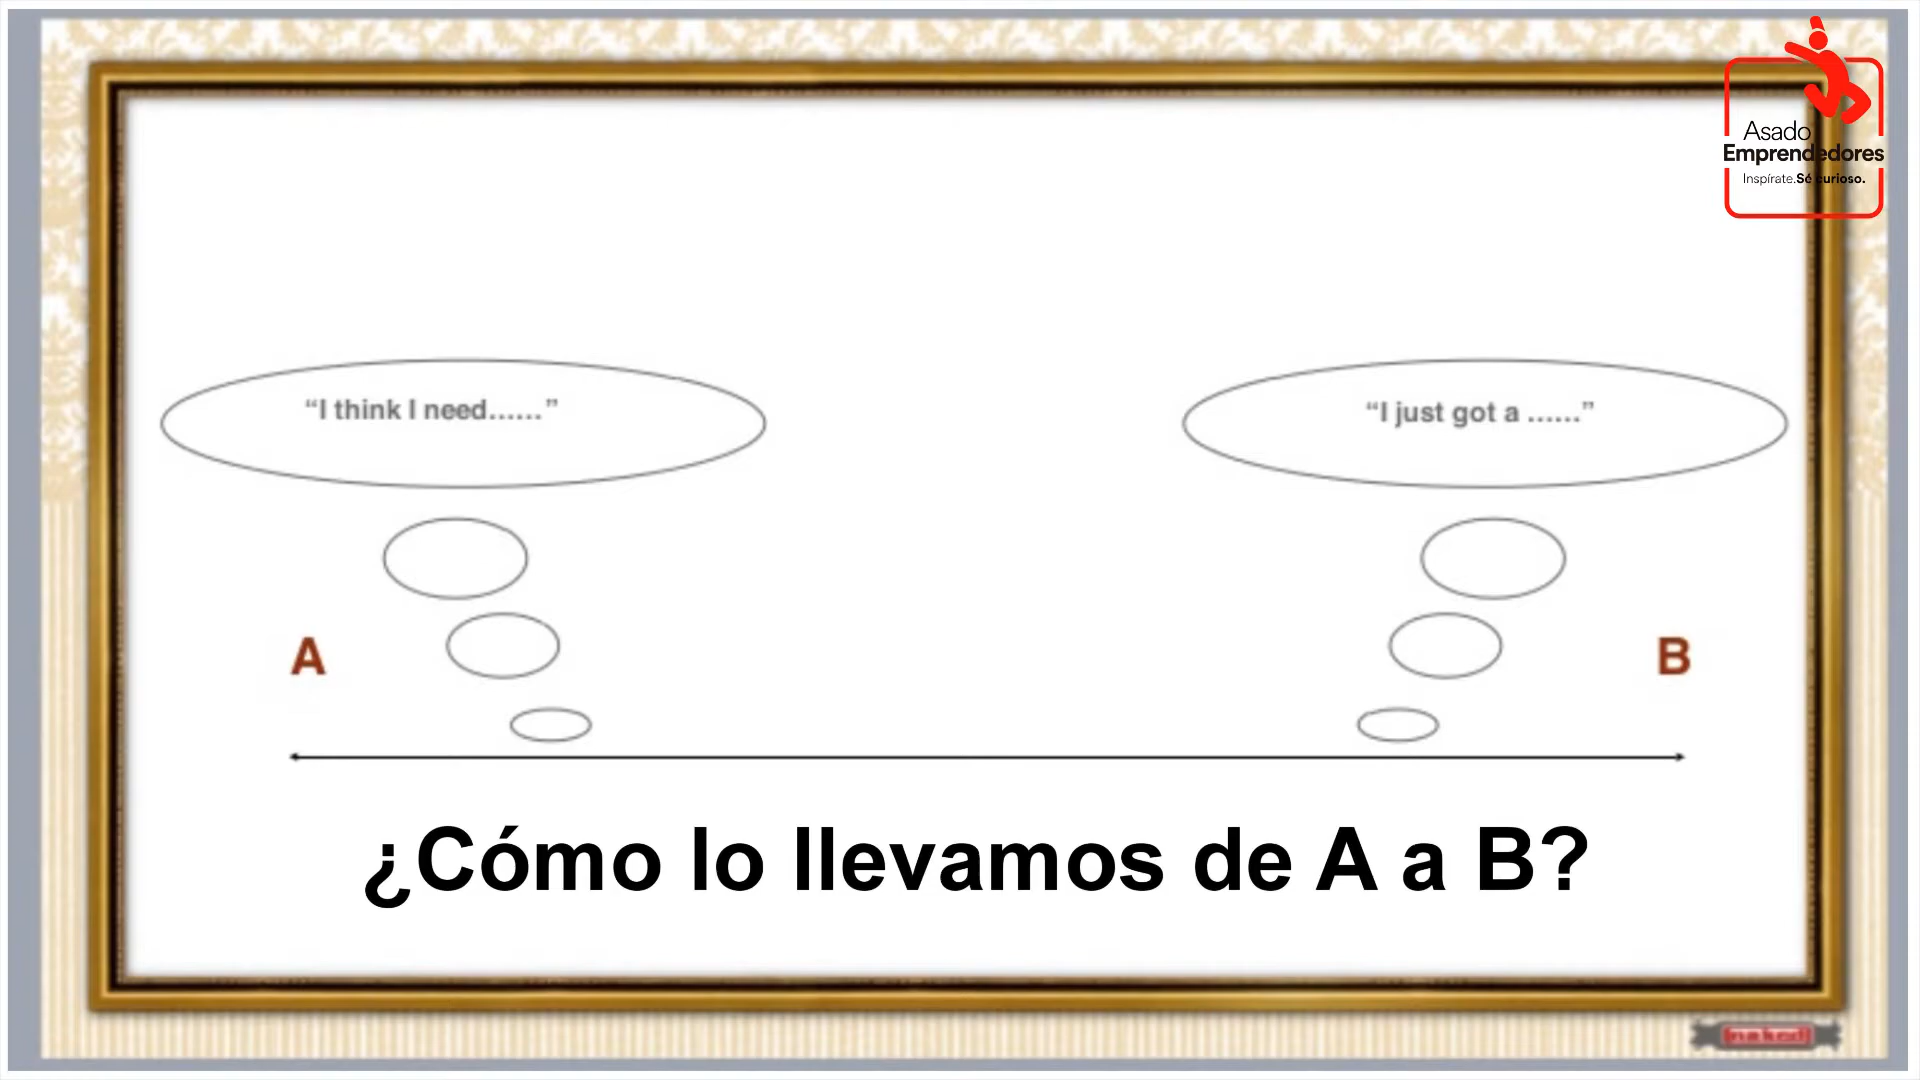 Asado
Emprendedores
Inspírate.Sé curioso.
“I think I need......”
“I just got a ......”
A
B
¿Cómo lo llevamos de A a B?